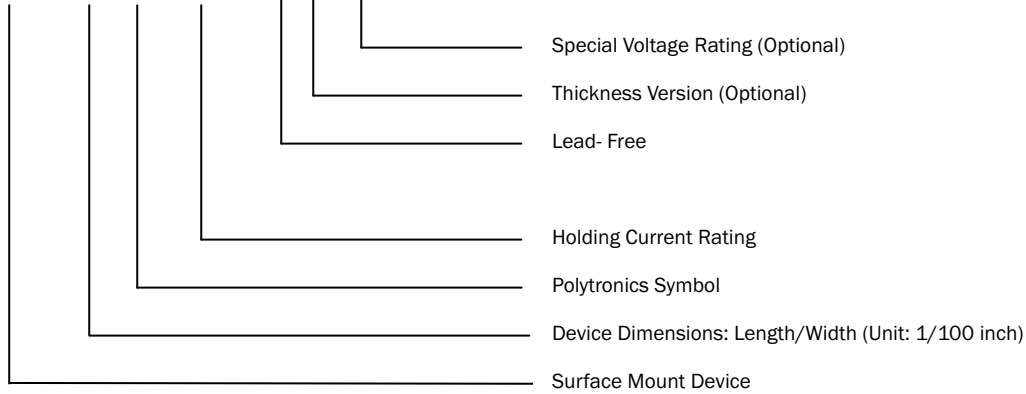 Special Voltage Rating (Optional)
Thickness Version (Optional)
Lead- Free
Holding Current Rating
Polytronics Symbol
Device Dimensions: Length/Width (Unit: 1/100 inch)
Surface Mount Device